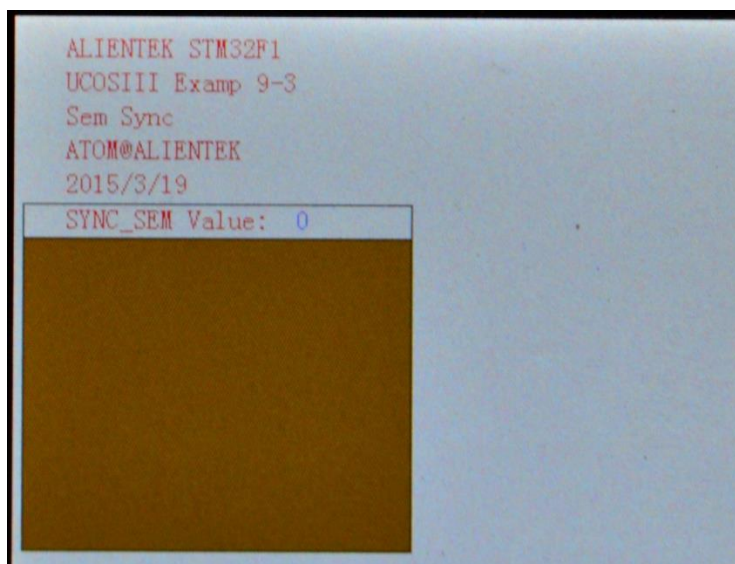 ALIENTEK STM32F1
UCOSIII Examp 9-3
Sem Sync
ATOM@ALIENTEK
2015/3/19
SYNC_SEM Value: 0